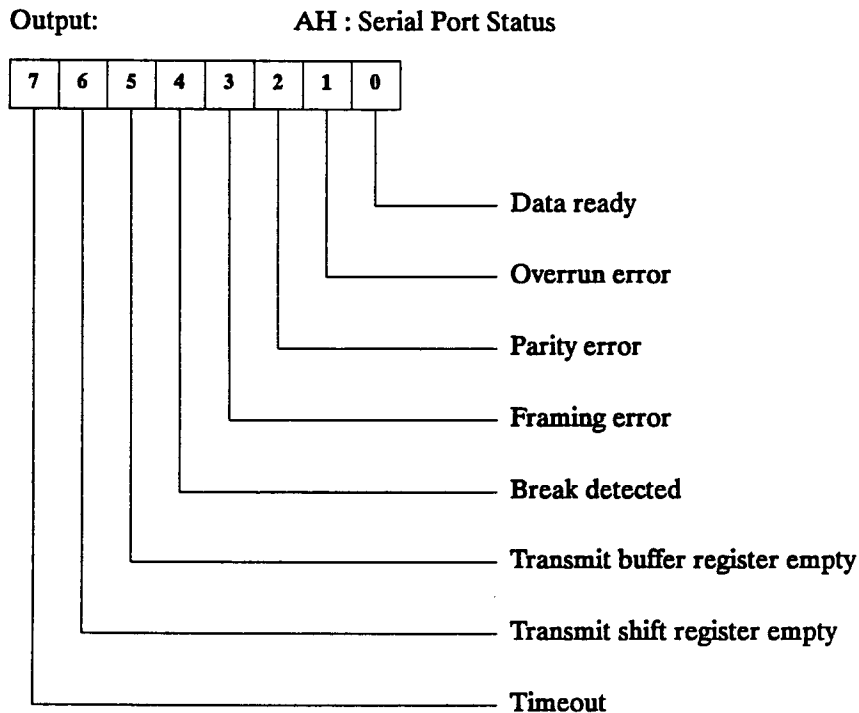 Output: AH : Serial Port Status
7 6 5 4 3 2 1 0
Data ready
Overrun error
Parity error
Framing error
Break detected
Transmit buffer register empty
Transmit shift register empty
Timeout